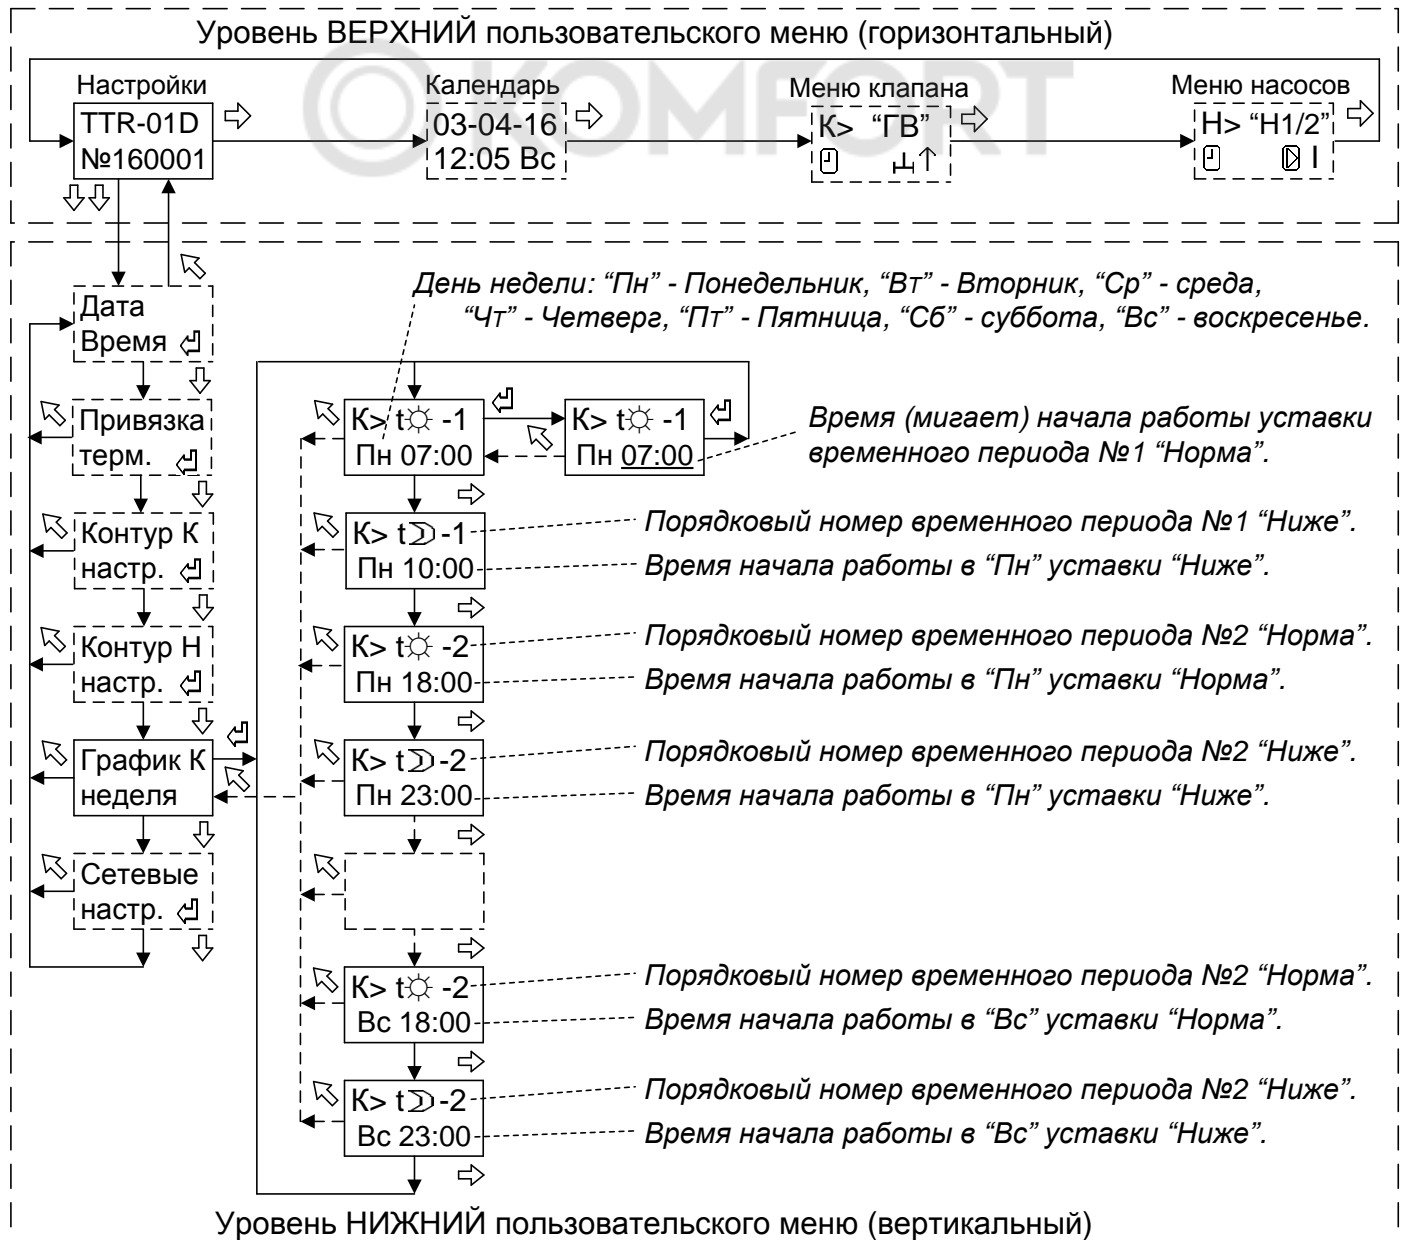 Уровень ВЕРХНИЙ пользовательского меню (горизонтальный)
OKOMFORT
Настройки
TTR-01D
№160001
Календарь
03-04-16
12:05 Вс
Меню клапана
К> “ГВ”
Меню насосов
Н> “Н1/2”
I
Дата
Время
Привязка
терм.
Контур К
настр.
Контур Н
настр.
График К
неделя
Сетевые
настр.
День недели: “Пн” - Понедельник, “Вт” - Вторник, “Ср” - среда,
“Чт” - Четверг, “Пт” - Пятница, “Сб” - суббота, “Вс” - воскресенье.
К> t☼ -1
Пн 07:00
К> t☼ -1
Пн 07:00
Время (мигает) начала работы уставки
временного периода №1 “Норма”.
К> t☽-1
Пн 10:00
Порядковый номер временного периода №1 “Ниже”.
Время начала работы в “Пн” уставки “Ниже”.
К> t☼ -2
Пн 18:00
Порядковый номер временного периода №2 “Норма”.
Время начала работы в “Пн” уставки “Норма”.
К> t☽-2
Пн 23:00
Порядковый номер временного периода №2 “Ниже”.
Время начала работы в “Пн” уставки “Ниже”.
К> t☼ -2
Вс 18:00
Порядковый номер временного периода №2 “Норма”.
Время начала работы в “Вс” уставки “Норма”.
К> t☽-2
Вс 23:00
Порядковый номер временного периода №2 “Ниже”.
Время начала работы в “Вс” уставки “Ниже”.
Уровень НИЖНИЙ пользовательского меню (вертикальный)